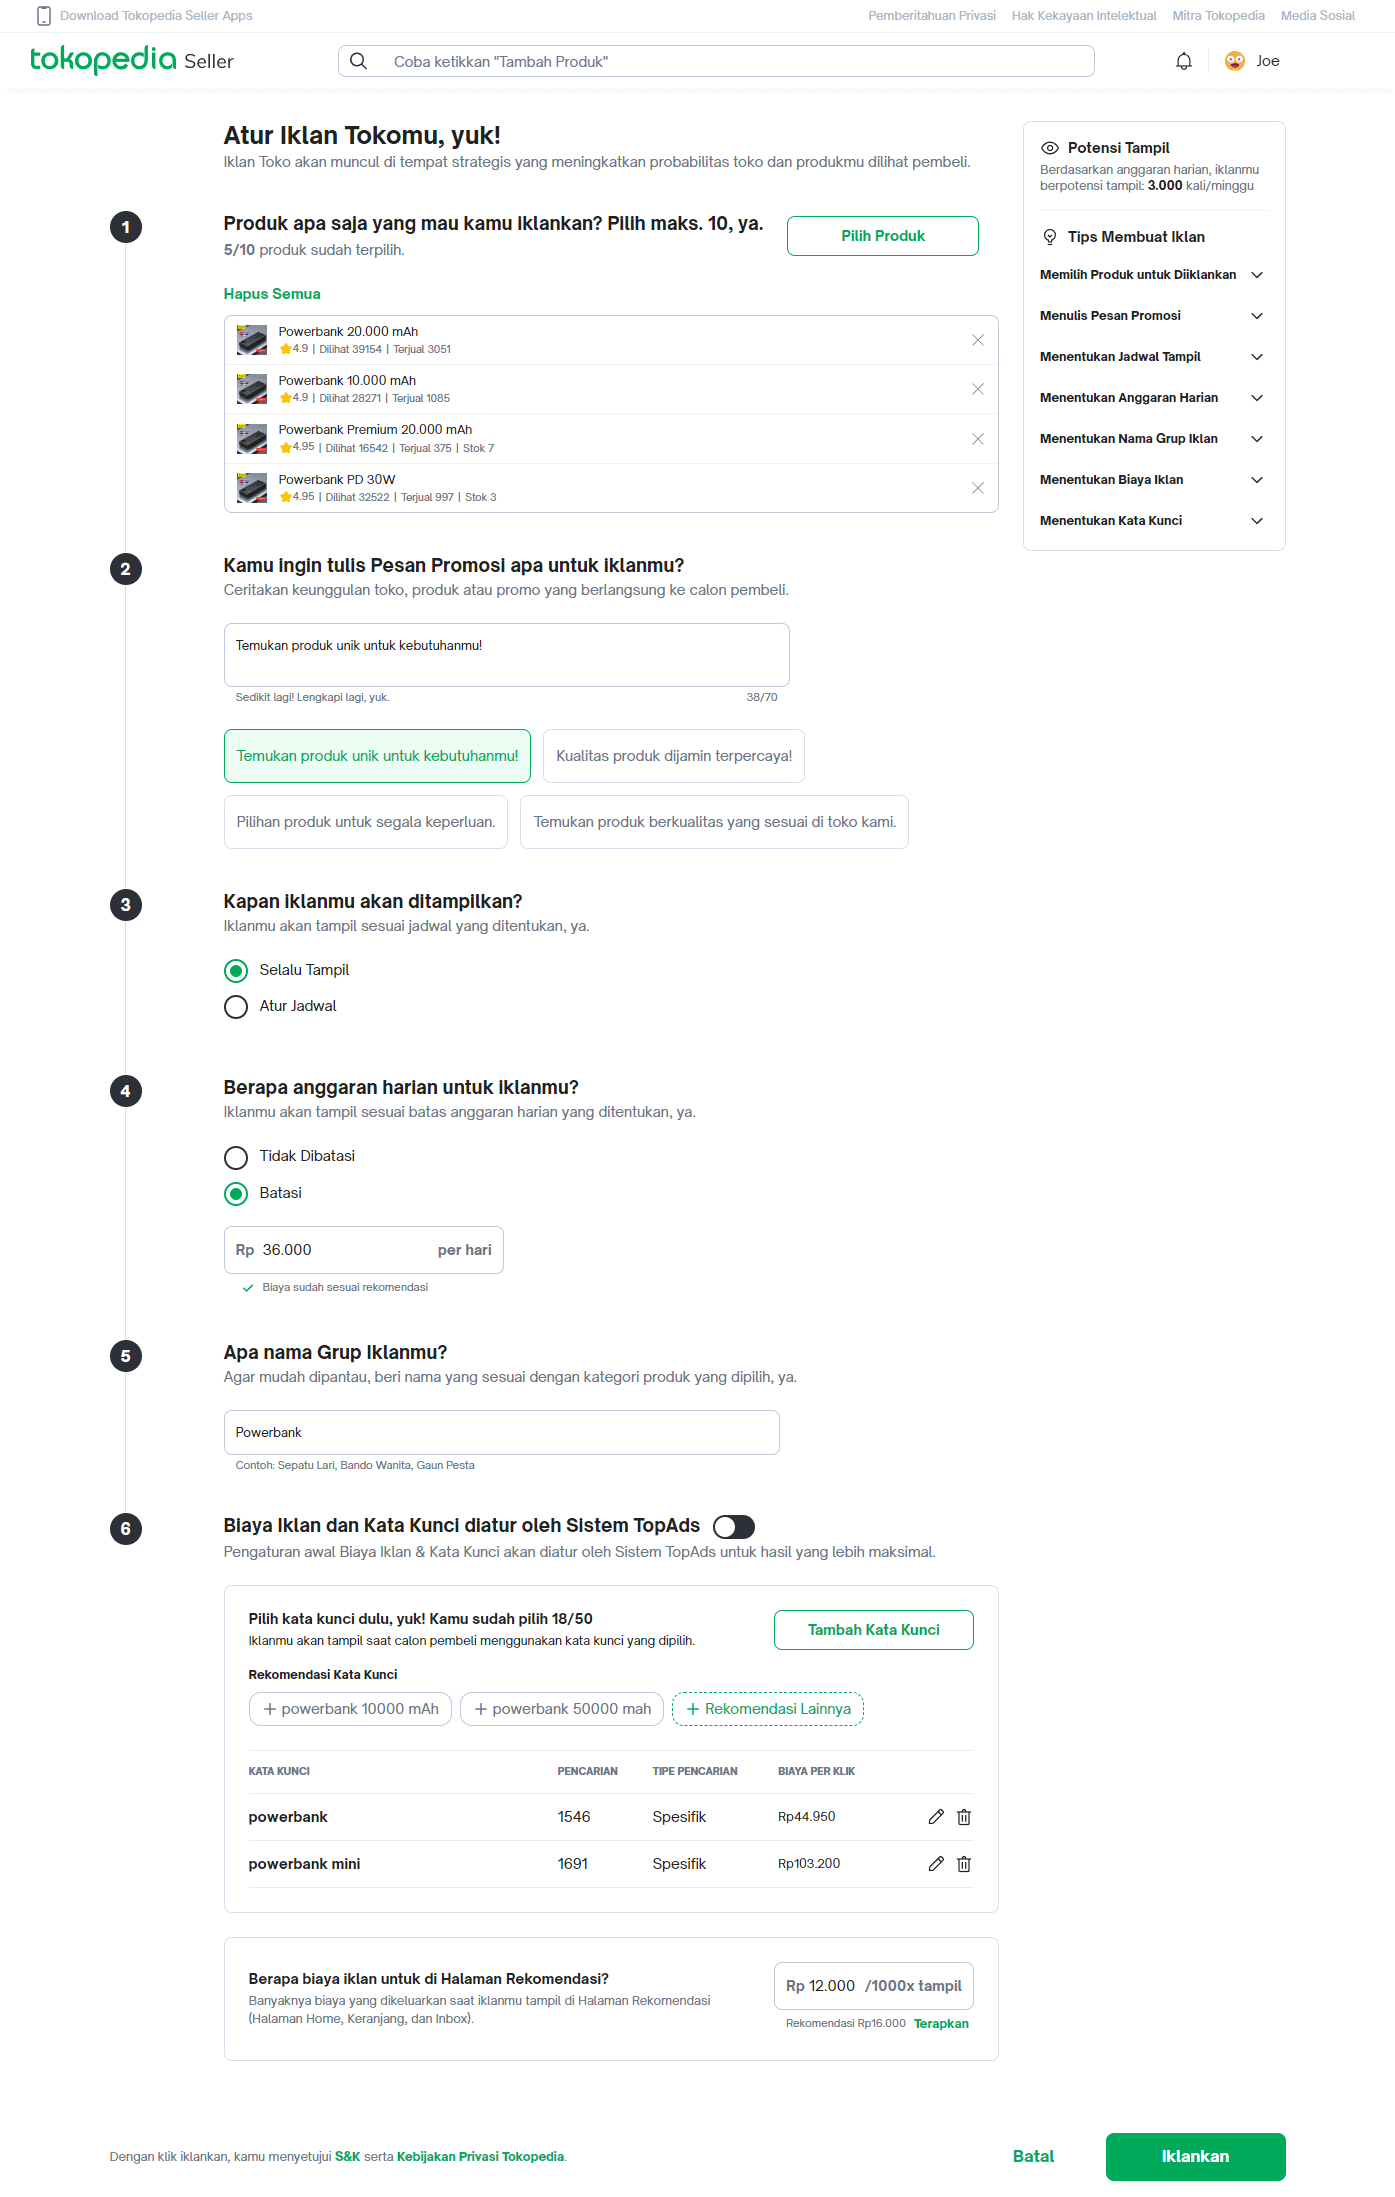 Download Tokopedia Seller Apps
Pemberitahuan Privasi
Hak Kekayaan Intelektual
Mitra Tokopedia
Media Sosial
tokopedia Seller
Coba ketikkan "Tambah Produk"
Joe
Atur Iklan Tokomu, yuk!
Iklan Toko akan muncul di tempat strategis yang meningkatkan probabilitas toko dan produkmu dilihat pembeli.
1
Produk apa saja yang mau kamu iklankan? Pilih maks. 10, ya.
5/10 produk sudah terpilih.
Pilih Produk
Hapus Semua
Powerbank 20.000 mAh
4.9 | Dilihat 39154 | Terjual 3051
Powerbank 10.000 mAh
4.9 | Dilihat 28271 | Terjual 1085
Powerbank Premium 20.000 mAh
4.95 | Dilihat 16542 | Terjual 375 | Stok 7
Powerbank PD 30W
4.95 | Dilihat 32522 | Terjual 997 | Stok 3
Potensi Tampil
Berdasarkan anggaran harian, iklanmu
berpotensi tampil: 3.000 kali/minggu
Tips Membuat Iklan
Memilih Produk untuk Diiklankan
Menulis Pesan Promosi
Menentukan Jadwal Tampil
Menentukan Anggaran Harian
Menentukan Nama Grup Iklan
Menentukan Biaya Iklan
Menentukan Kata Kunci
2
Kamu ingin tulis Pesan Promosi apa untuk iklanmu?
Ceritakan keunggulan toko, produk atau promo yang berlangsung ke calon pembeli.
Temukan produk unik untuk kebutuhanmu!
Sedikit lagi! Lengkapi lagi, yuk.
38/70
Temukan produk unik untuk kebutuhanmu!
Kualitas produk dijamin terpercaya!
Pilihan produk untuk segala keperluan.
Temukan produk berkualitas yang sesuai di toko kami.
3
Kapan iklanmu akan ditampilkan?
Iklanmu akan tampil sesuai jadwal yang ditentukan, ya.
Selalu Tampil
Atur Jadwal
4
Berapa anggaran harian untuk iklanmu?
Iklanmu akan tampil sesuai batas anggaran harian yang ditentukan, ya.
Tidak Dibatasi
Batasi
Rp 36.000 per hari
Biaya sudah sesuai rekomendasi
5
Apa nama Grup Iklanmu?
Agar mudah dipantau, beri nama yang sesuai dengan kategori produk yang dipilih, ya.
Powerbank
Contoh: Sepatu Lari, Bando Wanita, Gaun Pesta
6
Biaya Iklan dan Kata Kunci diatur oleh Sistem TopAds
Pengaturan awal Biaya Iklan & Kata Kunci akan diatur oleh Sistem TopAds untuk hasil yang lebih maksimal.
Pilih kata kunci dulu, yuk! Kamu sudah pilih 18/50
Iklanmu akan tampil saat calon pembeli menggunakan kata kunci yang dipilih.
Tambah Kata Kunci
Rekomendasi Kata Kunci
+ powerbank 10000 mAh
+ powerbank 50000 mah
+ Rekomendasi Lainnya
KATA KUNCI PENCARIAN TIPE PENCARIAN BIAYA PER KLIK
powerbank 1546 Spesifik Rp44.950
powerbank mini 1691 Spesifik Rp103.200
Berapa biaya iklan untuk di Halaman Rekomendasi?
Banyaknya biaya yang dikeluarkan saat iklanmu tampil di Halaman Rekomendasi
(Halaman Home, Keranjang, dan Inbox).
Rp 12.000 /1000x tampil
Rekomendasi Rp16.000 Terapkan
Dengan klik iklankan, kamu menyetujui S&K serta Kebijakan Privasi Tokopedia.
Batal
Iklankan